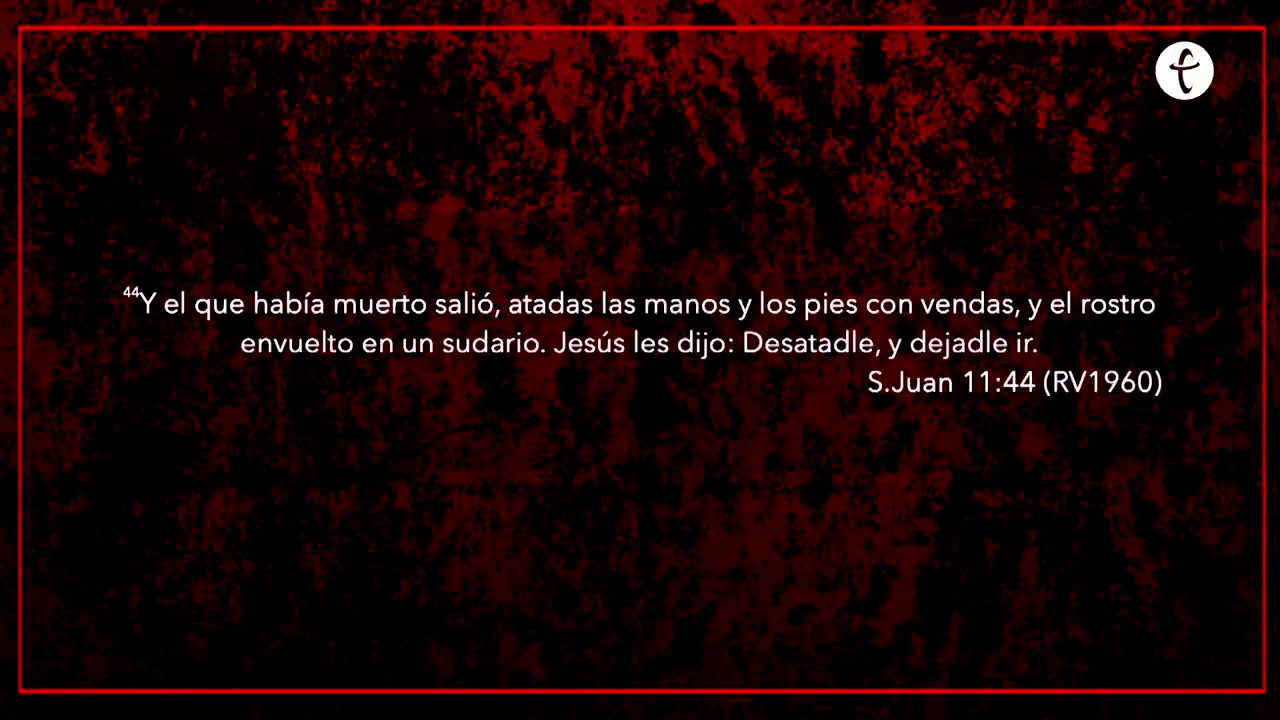 44Y el que había muerto salió, atadas las manos y los pies con vendas, y el rostro
envuelto en un sudario. Jesús les dijo: Desatadle, y dejadle ir.
S.Juan 11:44 (RV1960)